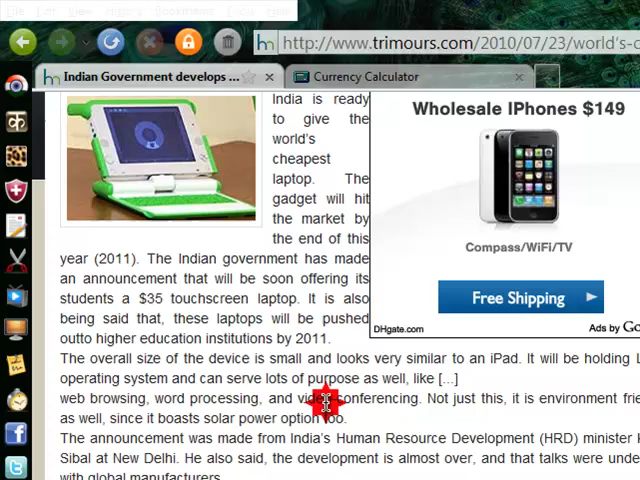 http://www.trimours.com/2010/07/23/world's-c
Indian Government develops ...
Currency Calculator
India is ready
to give the
world's
cheapest
laptop. The
gadget will hit
the market by
the end of this
year (2011). The Indian government has made
an announcement that will be soon offering its
students a $35 touchscreen laptop. It is also
being said that, these laptops will be pushed
outto higher education institutions by 2011.
Wholesale IPhones $149
Compass/WiFi/TV
Free Shipping
DHgate.com
Ads by Go
The overall size of the device is small and looks very similar to an iPad. It will be holding L
operating system and can serve lots of purpose as well, like [...]
web browsing, word processing, and video conferencing. Not just this, it is environment frie
as well, since it boasts solar power option too.
The announcement was made from India's Human Resource Development (HRD) minister K
Sibal at New Delhi. He also said, the development is almost over, and that talks were unde
with global manufacturers